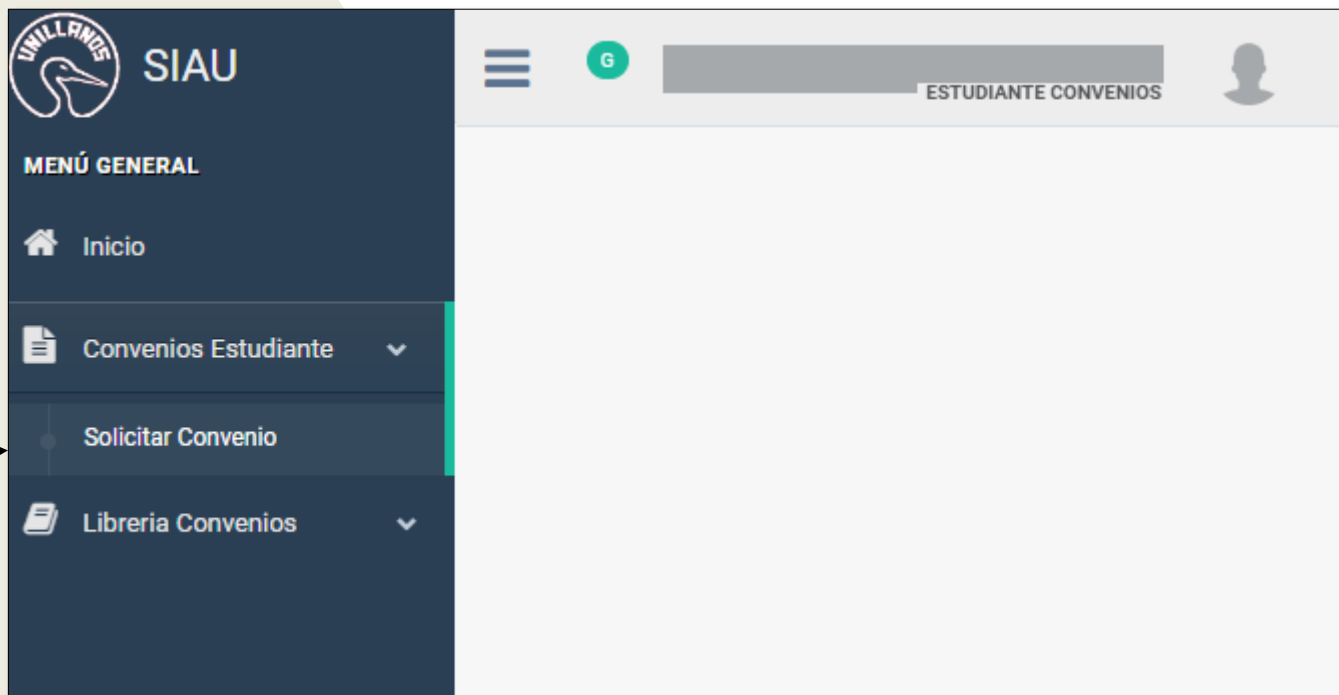 UNILLANOS
SIAU
G
ESTUDIANTE CONVENIOS
MENÚ GENERAL
Inicio
Convenios Estudiante
Solicitar Convenio
Libreria Convenios